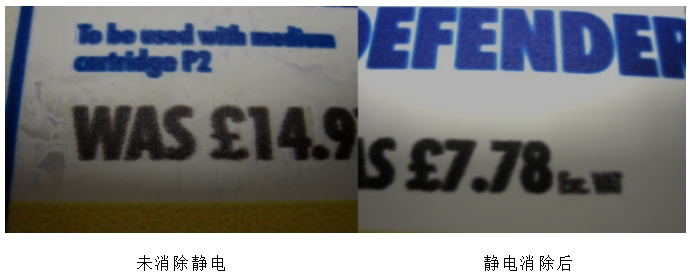 To be used with medium
cartridge P2
WAS £14.9
DEFENDER
S £7.78 Exc. VAT
未消除静电
静电消除后